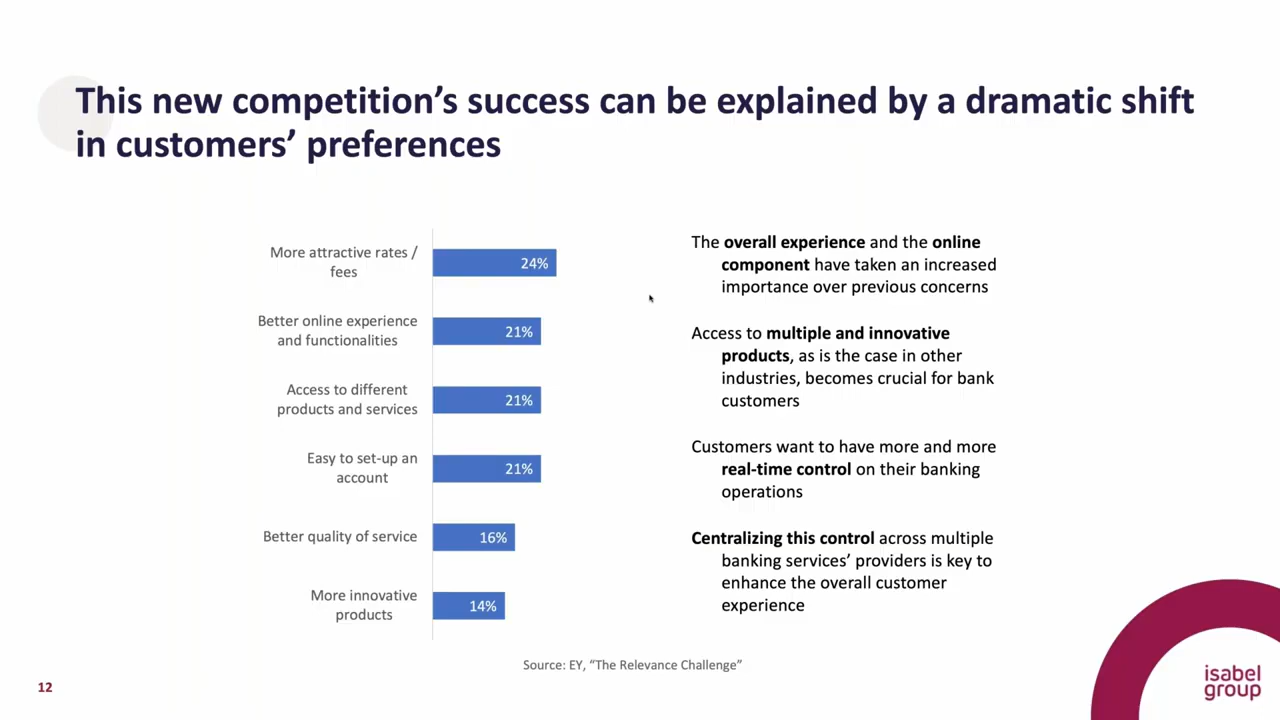 This new competition’s success can be explained by a dramatic shift
in customers’ preferences
More attractive rates /
fees
24%
Better online experience
and functionalities
21%
Access to different
products and services
21%
Easy to set-up an
account
21%
Better quality of service
16%
More innovative
products
14%
The overall experience and the online
component have taken an increased
importance over previous concerns
Access to multiple and innovative
products, as is the case in other
industries, becomes crucial for bank
customers
Customers want to have more and more
real-time control on their banking
operations
Centralizing this control across multiple
banking services’ providers is key to
enhance the overall customer
experience
Source: EY, “The Relevance Challenge”
12
isabel
group